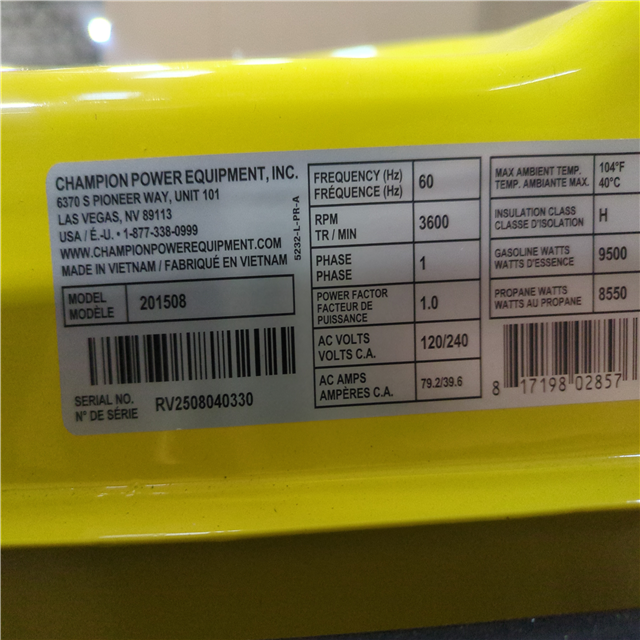 CHAMPION POWER EQUIPMENT, INC.
6370 S PIONEER WAY, UNIT 101
LAS VEGAS, NV 89113
USA / É.-U. • 1-877-338-0999
WWW.CHAMPIONPOWEREQUIPMENT.COM
MADE IN VIETNAM / FABRIQUÉ EN VIETNAM
5232-L-PR-A
MODEL
MODÈLE
201508
SERIAL NO.
N° DE SÉRIE
RV2508040330
FREQUENCY (Hz)
FRÉQUENCE (Hz)
60
RPM
TR / MIN
3600
PHASE
PHASE
1
POWER FACTOR
FACTEUR DE
PUISSANCE
1.0
AC VOLTS
VOLTS C.A.
120/240
AC AMPS
AMPÈRES C.A.
79.2/39.6
MAX AMBIENT TEMP.
TEMP. AMBIANTE MAX.
104°F
40°C
INSULATION CLASS
CLASSE D'ISOLATION
H
GASOLINE WATTS
WATTS D'ESSENCE
9500
PROPANE WATTS
WATTS AU PROPANE
8550
8 17198 02857